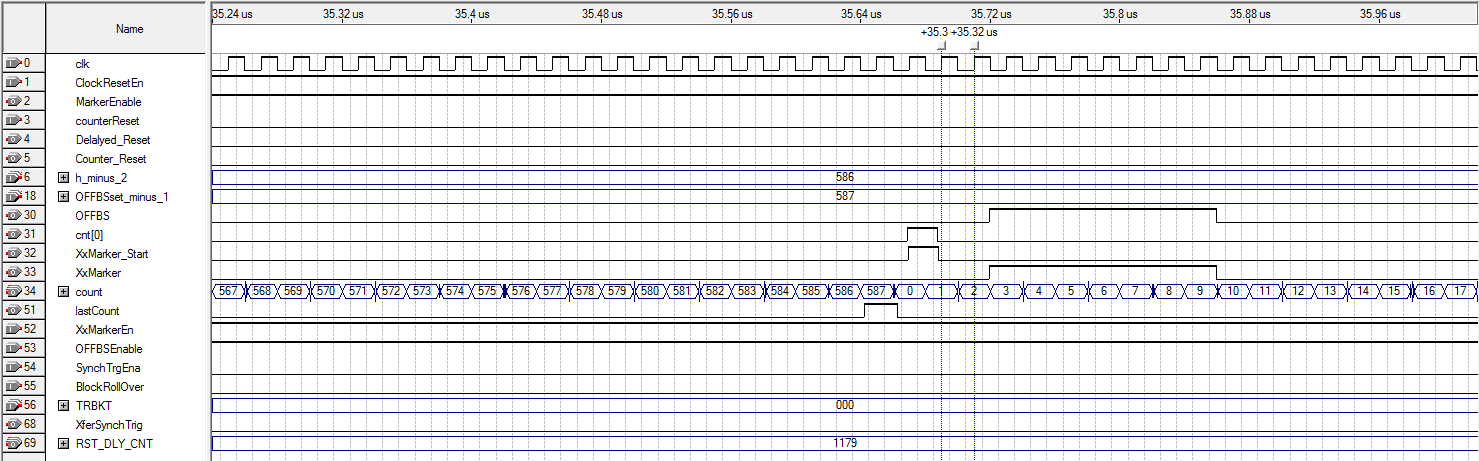 Name
35.24 us 35.32 us 35.4 us 35.48 us 35.56 us 35.64 us 35.72 us 35.8 us 35.88 us 35.96 us
+35.3 +35.32 us
0 clk
1 ClockResetEn
2 MarkerEnable
3 counterReset
4 Delalyed_Reset
5 Counter_Reset
6 h_minus_2 586
18 OFFBSset_minus_1 587
30 OFFBS
31 cnt[0]
32 XxMarker_Start
33 XxMarker
34 count 567 568 569 570 571 572 573 574 575 576 577 578 579 580 581 582 583 584 585 586 587 0 1 2 3 4 5 6 7 8 9 10 11 12 13 14 15 16 17
51 lastCount
52 XxMarkerEn
53 OFFBSEnable
54 SynchTrgEna
55 BlockRollOver
56 TRBKT 000
68 XferSynchTrig
69 RST_DLY_CNT 1179